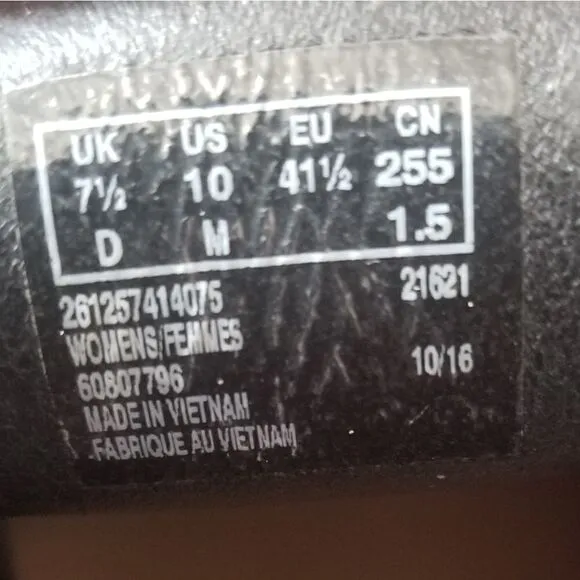 UK US EU CN
7½ 10 41½ 255
D M 1.5
261257414075 21621
WOMENS/FEMMES
60807796 10/16
MADE IN VIETNAM
FABRIQUE AU VIETNAM